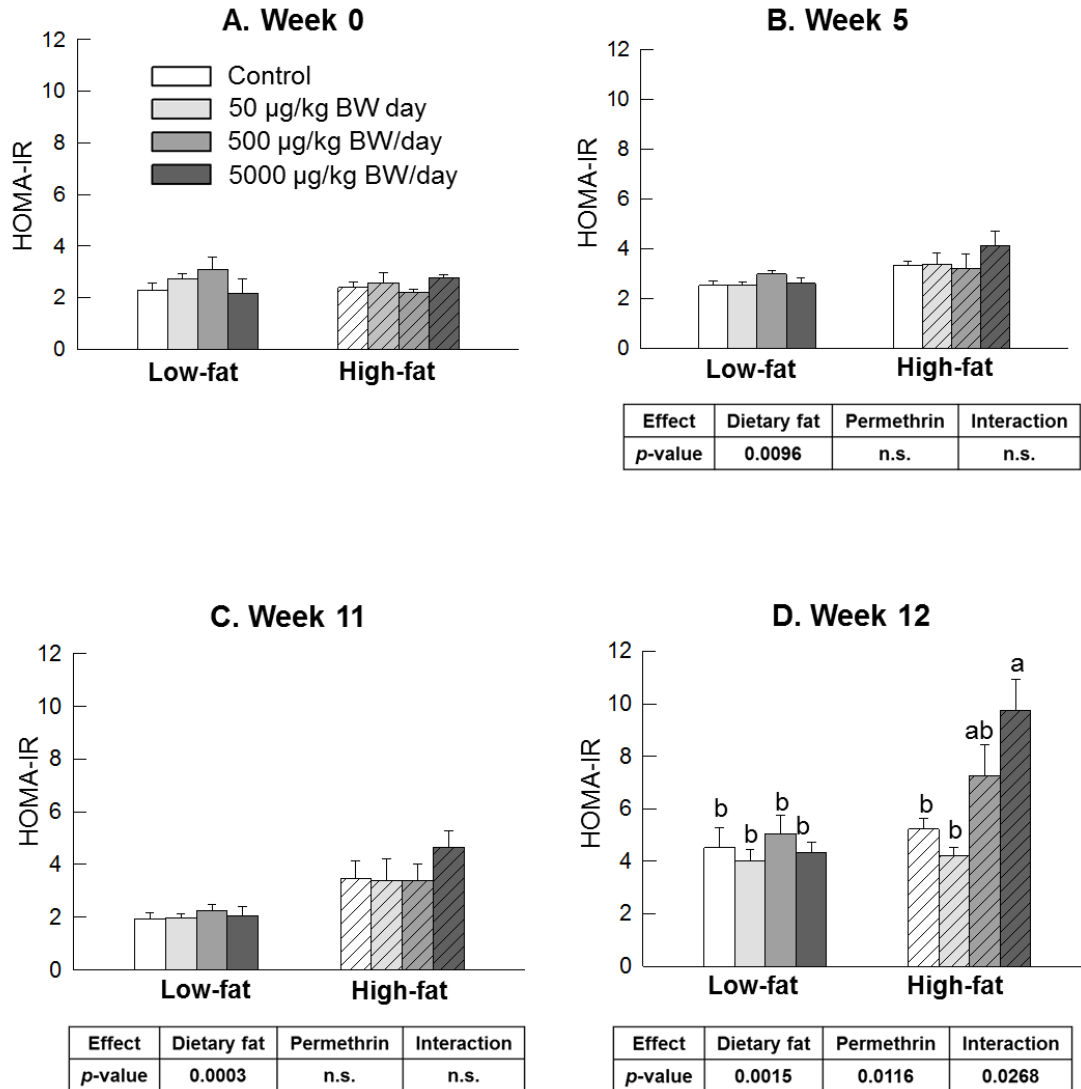 A. Week 0
12
10
8
6
4
2
0
HOMA-IR
Control
50 µg/kg BW day
500 µg/kg BW/day
5000 µg/kg BW/day
Low-fat
High-fat
B. Week 5
12
10
8
6
4
2
0
HOMA-IR
Low-fat
High-fat
Effect Dietary fat Permethrin Interaction
p-value 0.0096 n.s. n.s.
C. Week 11
12
10
8
6
4
2
0
HOMA-IR
Low-fat
High-fat
Effect Dietary fat Permethrin Interaction
p-value 0.0003 n.s. n.s.
D. Week 12
12
10
8
6
4
2
0
HOMA-IR
b
b
b
b
b
b
ab
a
Low-fat
High-fat
Effect Dietary fat Permethrin Interaction
p-value 0.0015 0.0116 0.0268